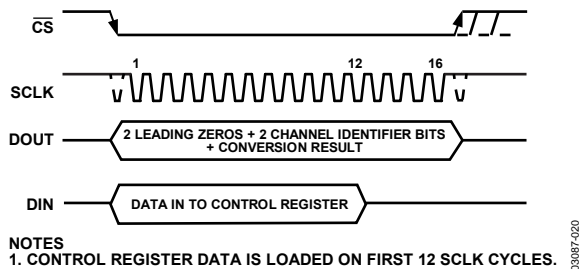 CS
1 12 16
SCLK
DOUT
2 LEADING ZEROS + 2 CHANNEL IDENTIFIER BITS
+ CONVERSION RESULT
DIN
DATA IN TO CONTROL REGISTER
NOTES
1. CONTROL REGISTER DATA IS LOADED ON FIRST 12 SCLK CYCLES.
03087-020